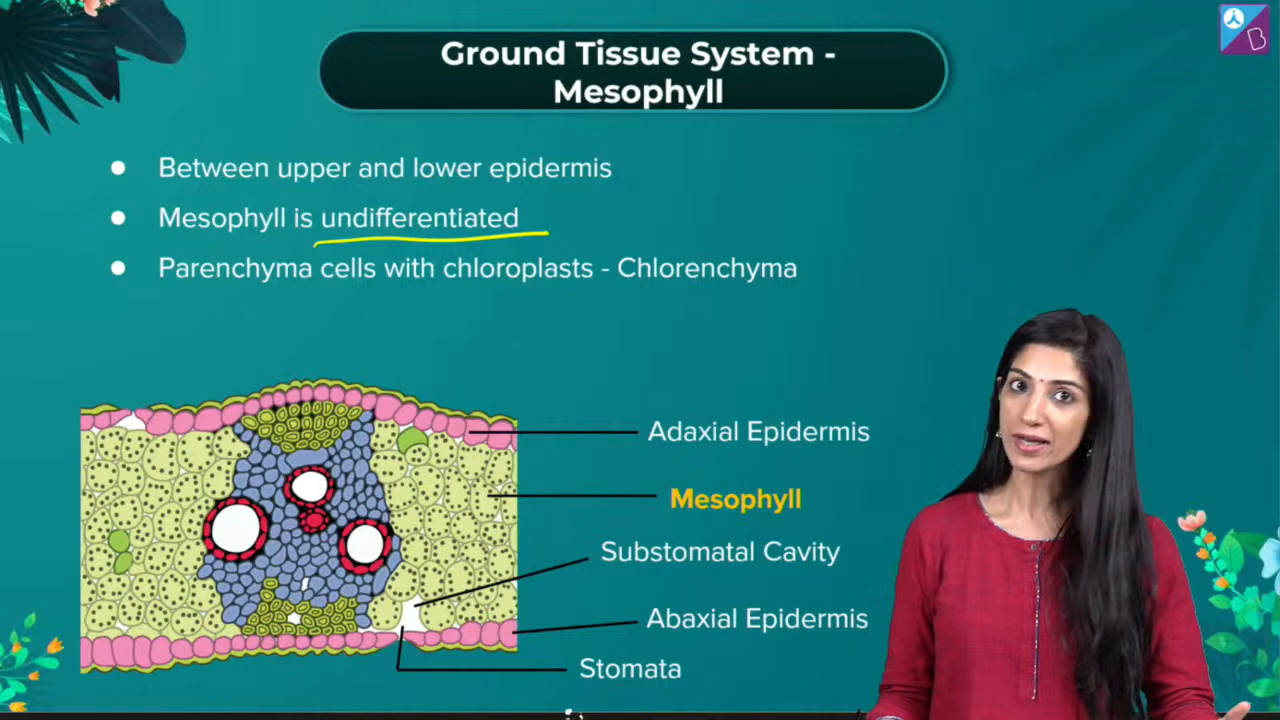 Ground Tissue System -
Mesophyll
Between upper and lower epidermis
Mesophyll is undifferentiated
Parenchyma cells with chloroplasts - Chlorenchyma
Adaxial Epidermis
Mesophyll
Substomatal Cavity
Abaxial Epidermis
Stomata
B